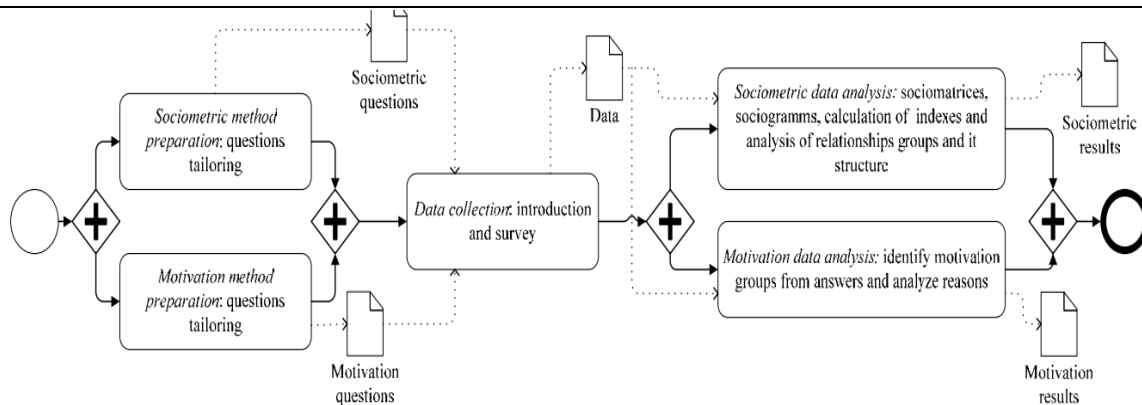 Sociometric
questions
Data
Sociometric method
preparation: questions
tailoring
Sociometric data analysis: sociomatrices,
sociogramms, calculation of indexes and
analysis of relationships groups and it
structure
Sociometric
results
Data collection: introduction
and survey
Motivation method
preparation: questions
tailoring
Motivation data analysis: identify motivation
groups from answers and analyze reasons
Motivation
questions
Motivation
results